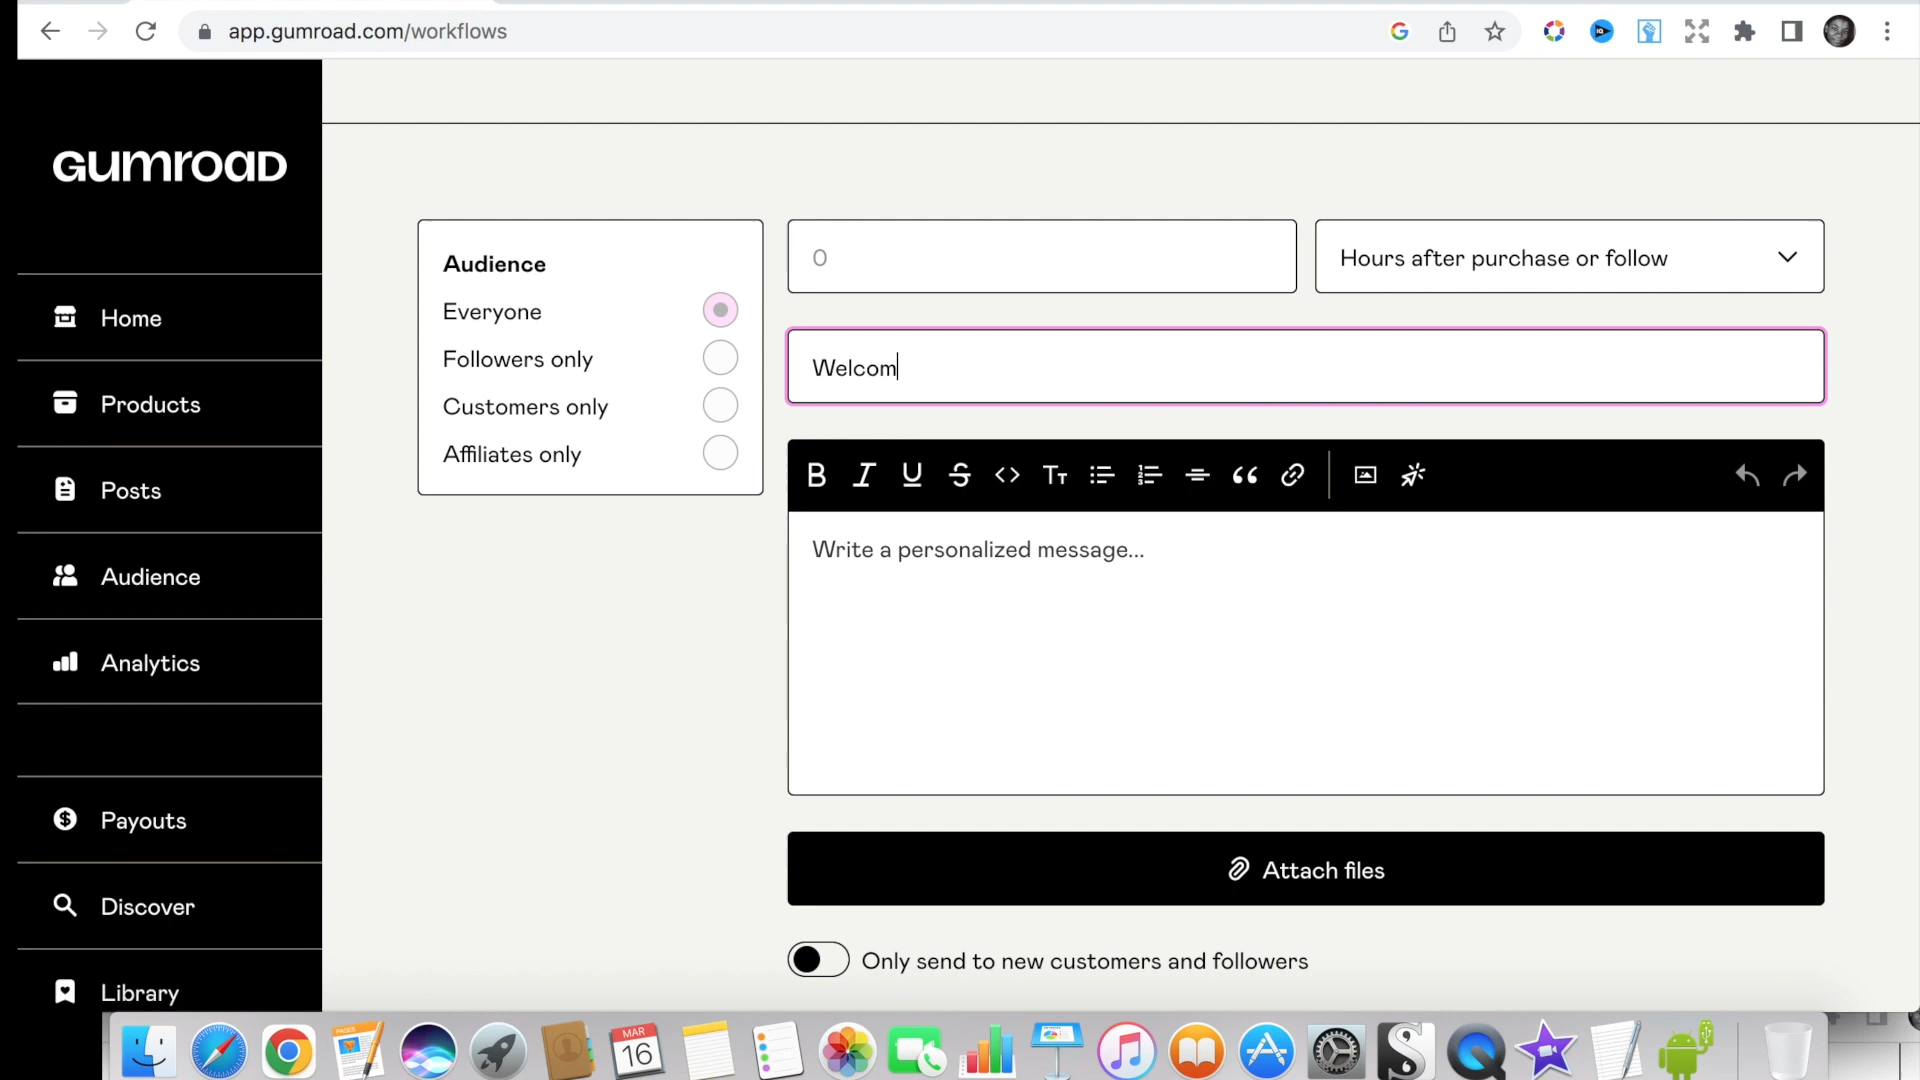 app.gumroad.com/workflows
GUMROAD
Home
Products
Posts
Audience
Analytics
Payouts
Discover
Library
Audience
Everyone
Followers only
Customers only
Affiliates only
0
Hours after purchase or follow
Welcom
B I U S <> TT
Write a personalized message...
Attach files
Only send to new customers and followers
PAGES
MAR
16